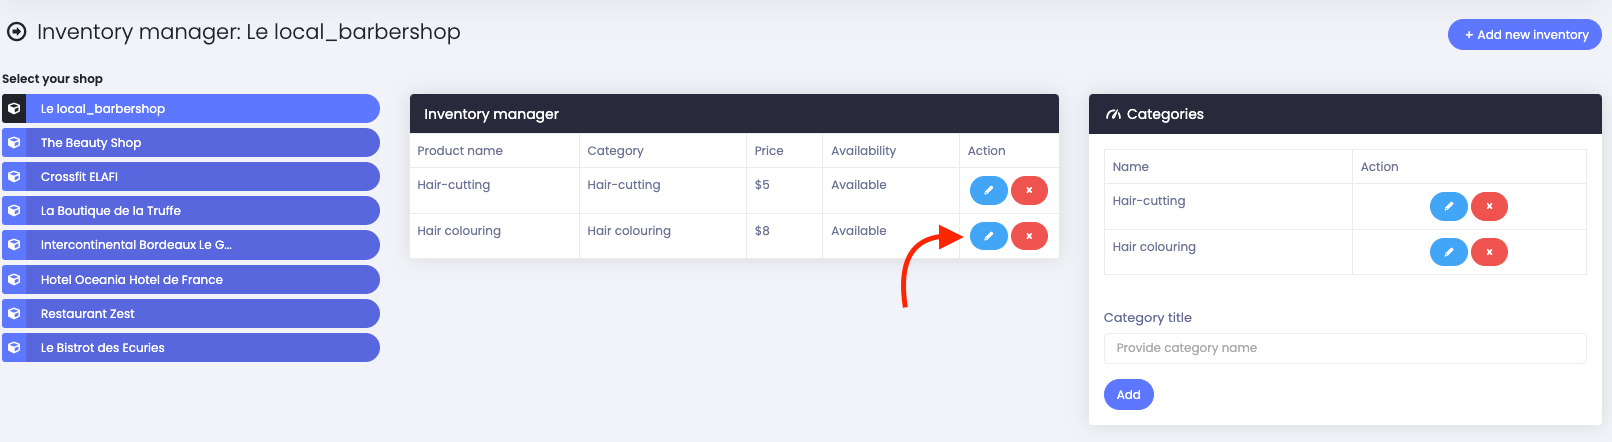 Inventory manager: Le local_barbershop
+ Add new inventory
Select your shop
Le local_barbershop
The Beauty Shop
Crossfit ELAFI
La Boutique de la Truffe
Intercontinental Bordeaux Le G...
Hotel Oceania Hotel de France
Restaurant Zest
Le Bistrot des Ecuries
Inventory manager
Product name Category Price Availability Action
Hair-cutting Hair-cutting $5 Available
Hair colouring Hair colouring $8 Available
Categories
Name Action
Hair-cutting
Hair colouring
Category title
Provide category name
Add